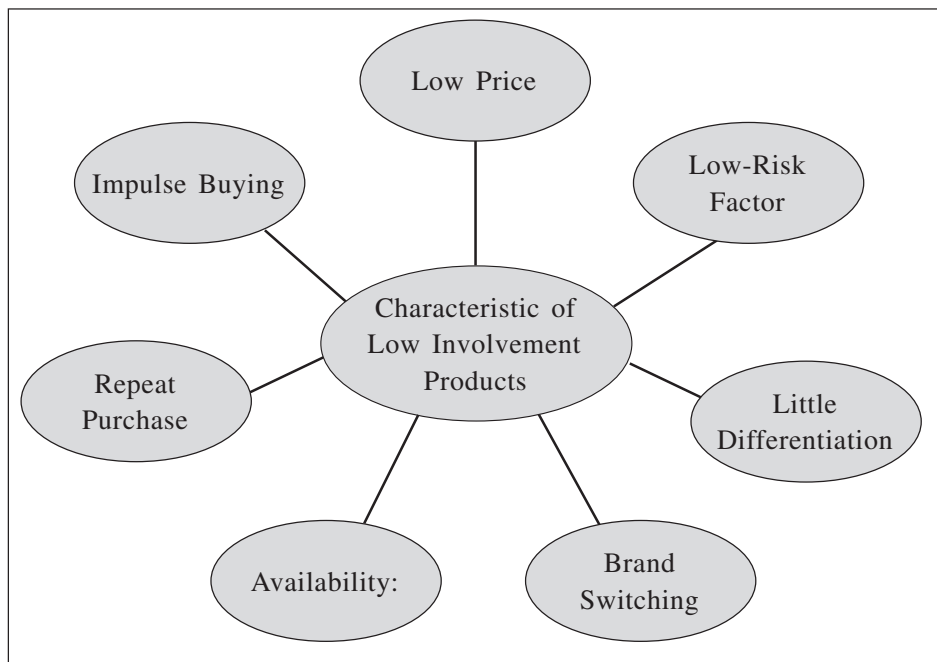 Low Price
Low-Risk
Factor
Impulse Buying
Characteristic of
Low Involvement
Products
Repeat
Purchase
Little
Differentiation
Availability:
Brand
Switching